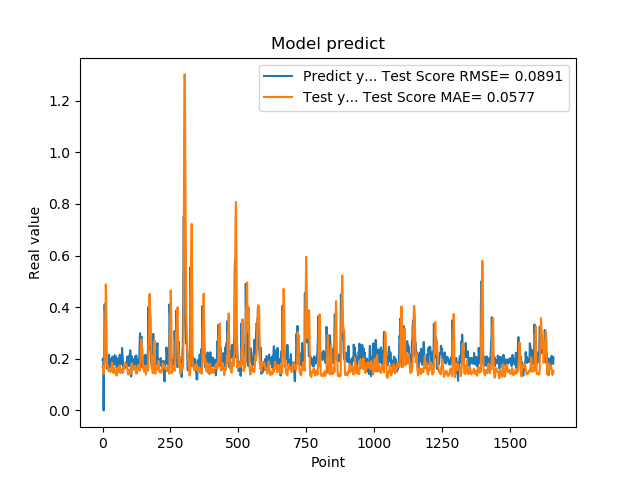 Model predict
Predict y... Test Score RMSE= 0.0891
Test y... Test Score MAE= 0.0577
Real value
1.2
1.0
0.8
0.6
0.4
0.2
0.0
0 250 500 750 1000 1250 1500
Point